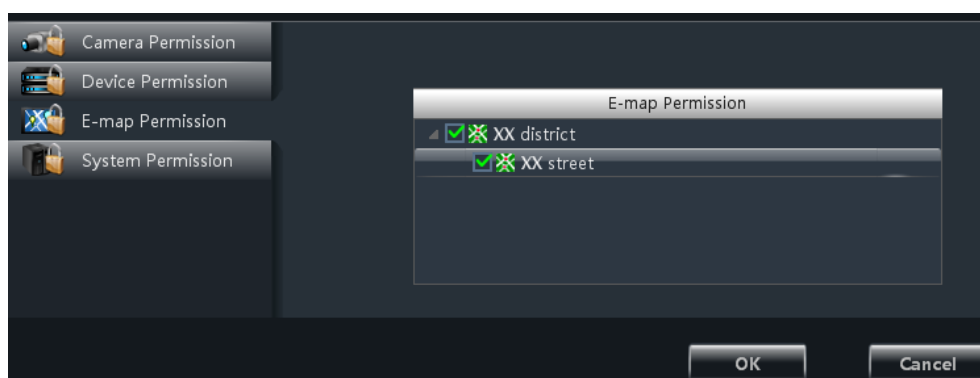 Camera Permission
Device Permission
E-map Permission
System Permission
E-map Permission
XX district
XX street
OK
Cancel